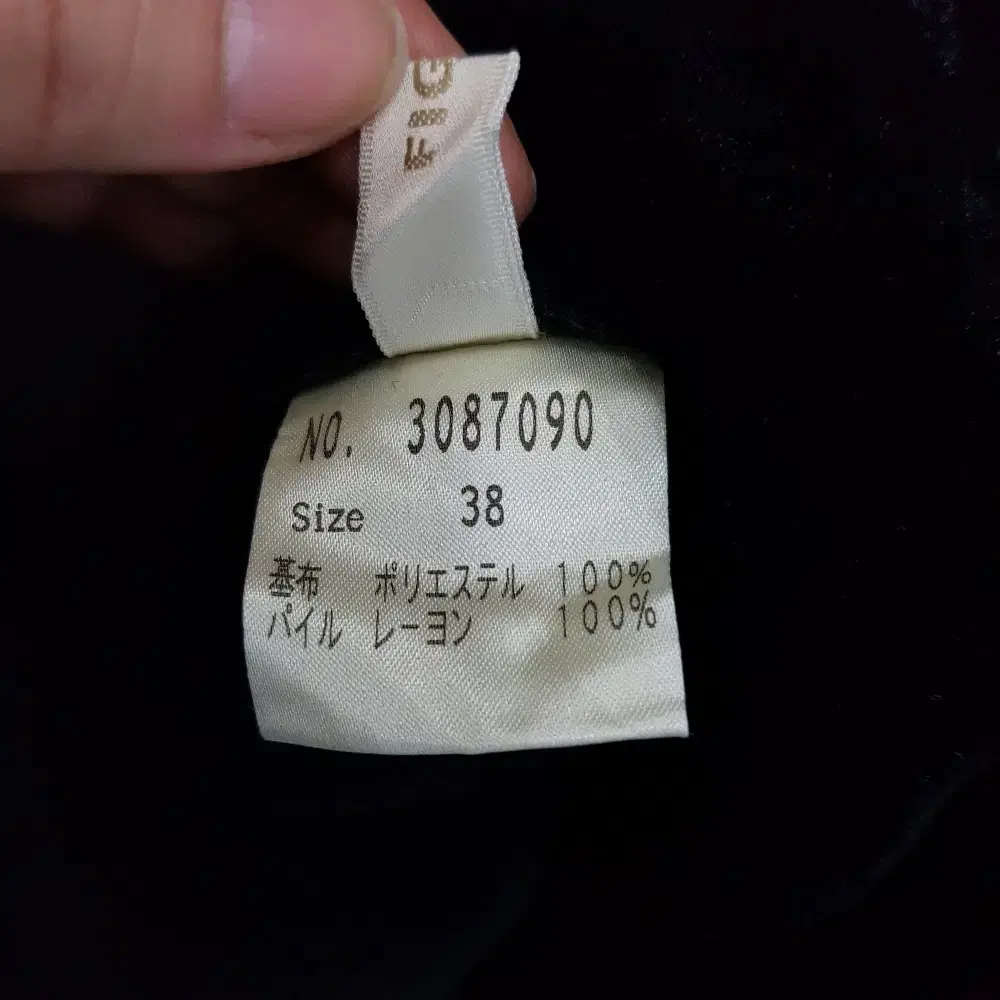 FIG
NO. 3087090
Size 38
基布 ポリエステル 100%
パイル レーヨン 100%